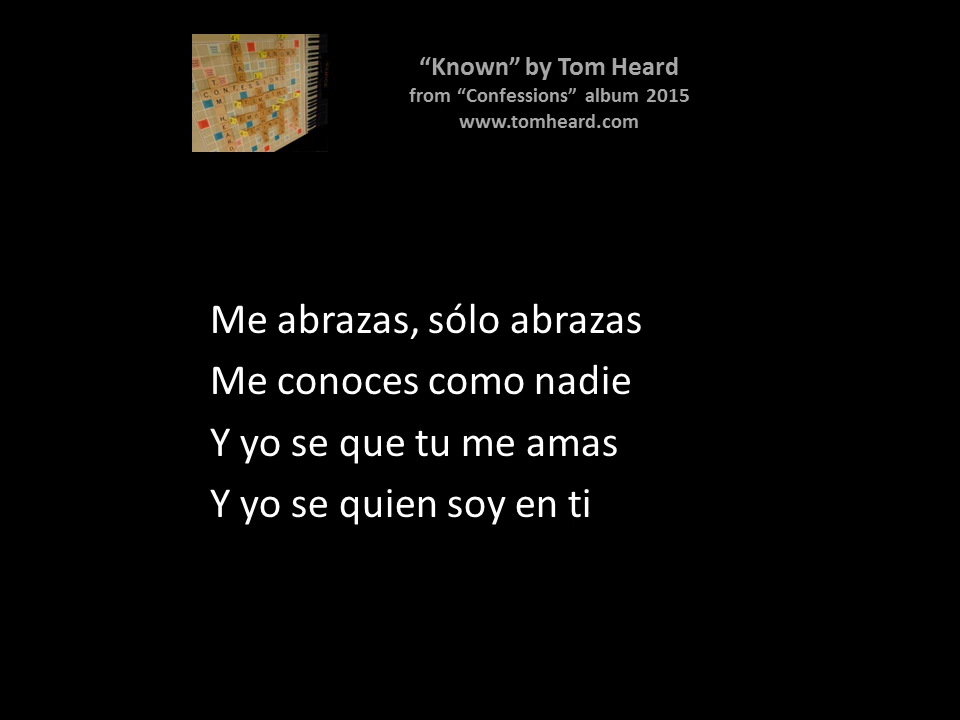 “Known” by Tom Heard
from “Confessions” album 2015
www.tomheard.com
CONFESSIONS
Me abrazas, sólo abrazas
Me conoces como nadie
Y yo se que tu me amas
Y yo se quien soy en ti